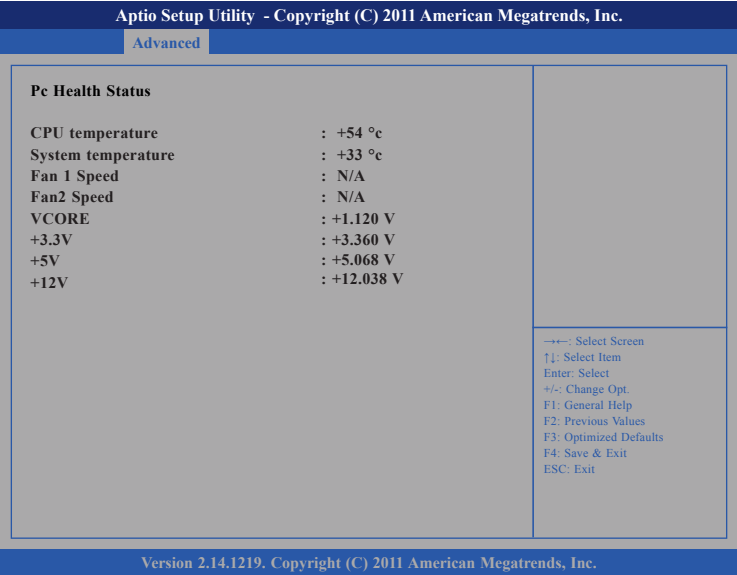 Aptio Setup Utility - Copyright (C) 2011 American Megatrends, Inc.
Advanced
Pc Health Status
CPU temperature : +54 °c
System temperature : +33 °c
Fan 1 Speed : N/A
Fan2 Speed : N/A
VCORE : +1.120 V
+3.3V : +3.360 V
+5V : +5.068 V
+12V : +12.038 V
→←: Select Screen
↑↓: Select Item
Enter: Select
+/-: Change Opt.
F1: General Help
F2: Previous Values
F3: Optimized Defaults
F4: Save & Exit
ESC: Exit
Version 2.14.1219. Copyright (C) 2011 American Megatrends, Inc.